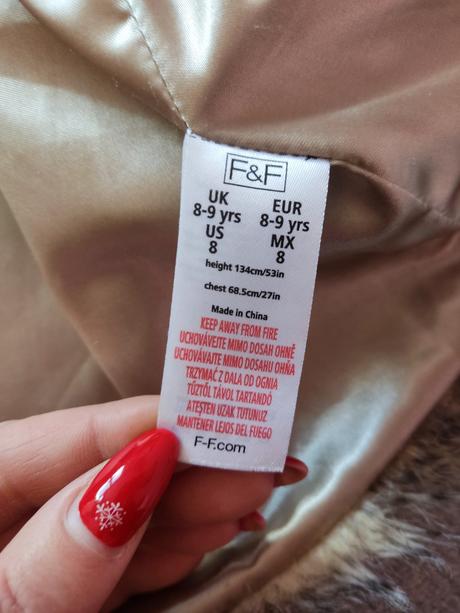 F&F
UK EUR
8-9 yrs 8-9 yrs
US MX
8 8
height 134cm/53in
chest 68.5cm/27in
Made in China
KEEP AWAY FROM FIRE
UCHOVÁVEJTE MIMO DOSAH OHNĚ
UCHOVÁVAJTE MIMO DOSAHU OHŇA
TRZYMAĆ Z DALA OD OGNIA
TŰZTŐL TÁVOL TARTANDÓ
ATEŞTEN UZAK TUTUNUZ
MANTENER LEJOS DEL FUEGO
F-F.com